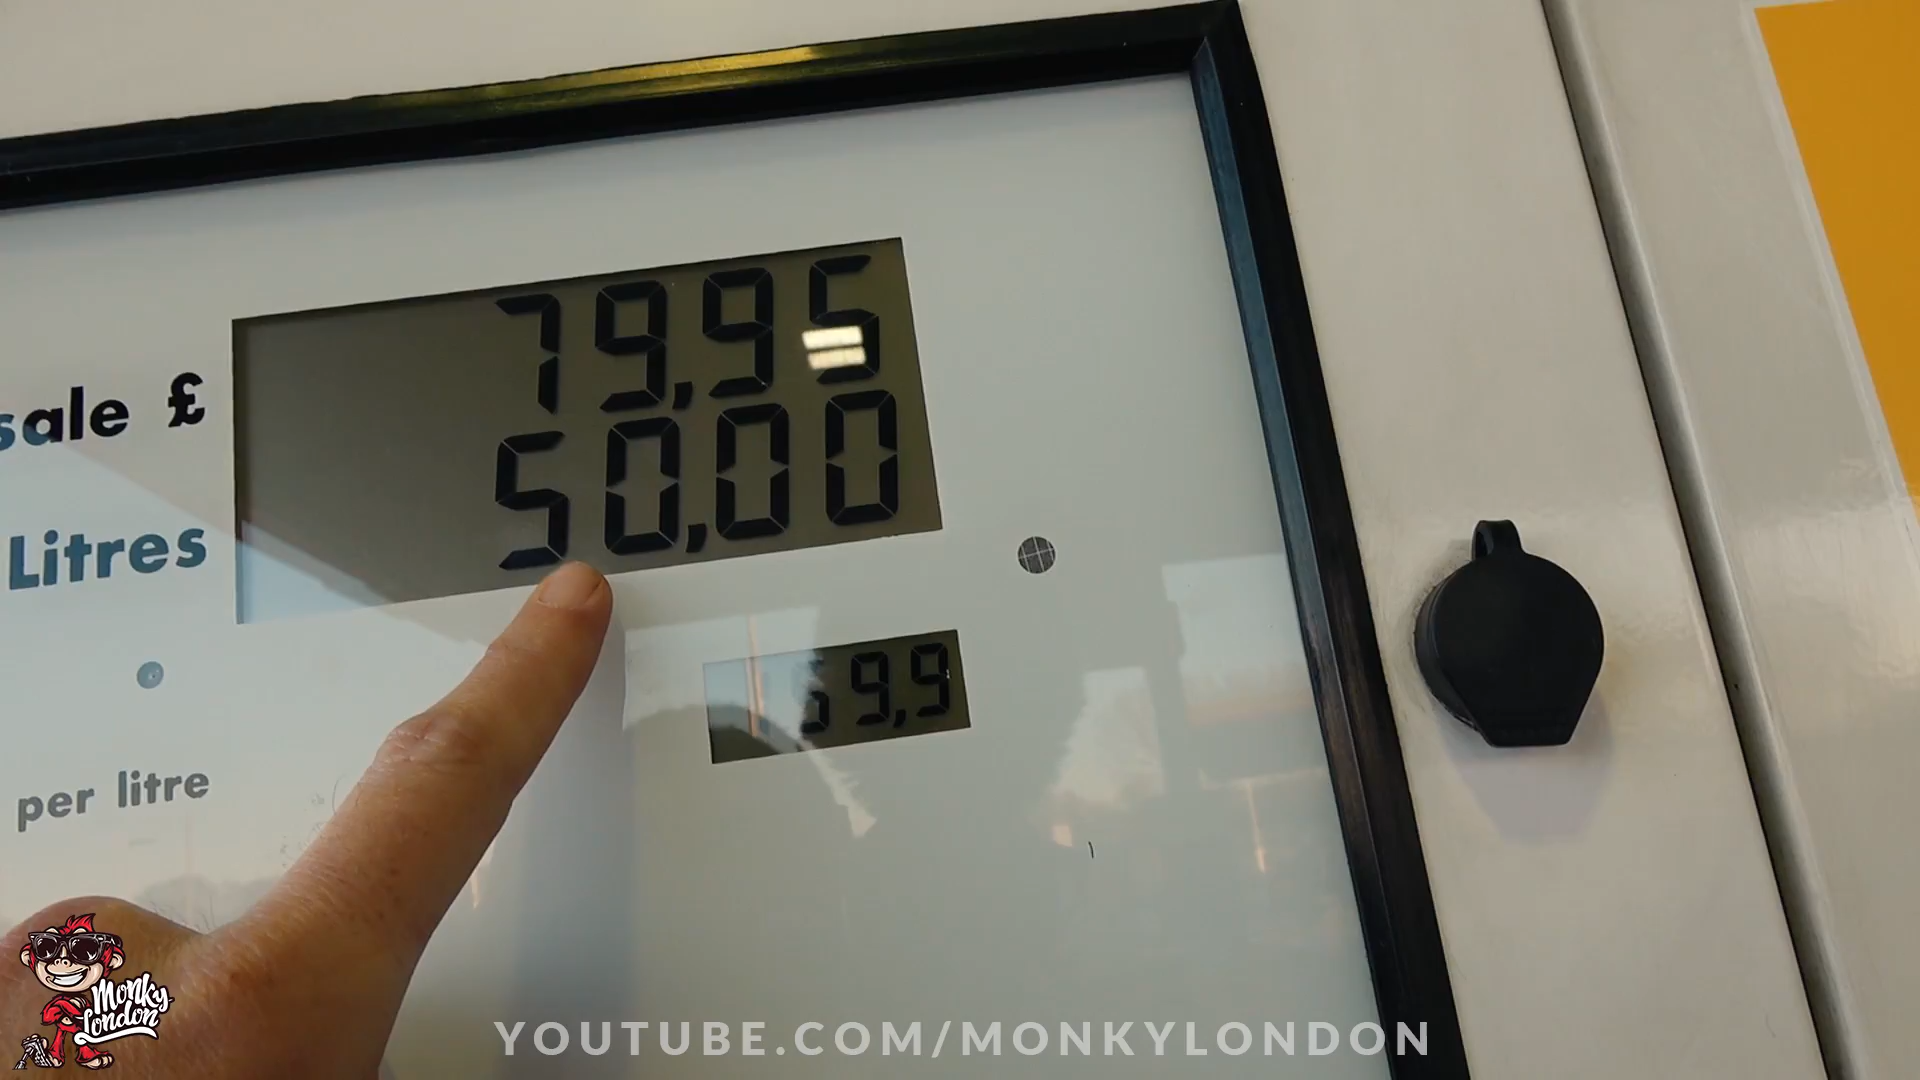 sale £
79,95
Litres
50,00
9,9
per litre
Monky
London
YOUTUBE.COM/MONKYLONDON